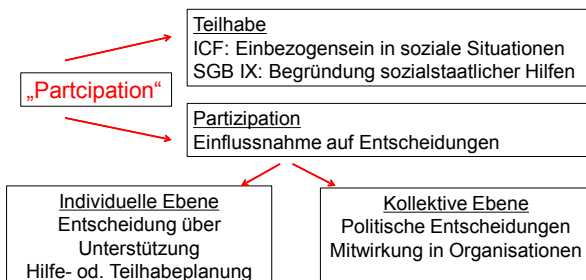 Teilhabe
ICF: Einbezogensein in soziale Situationen
SGB IX: Begründung sozialstaatlicher Hilfen
„Partcipation“
Partizipation
Einflussnahme auf Entscheidungen
Individuelle Ebene
Entscheidung über
Unterstützung
Hilfe- od. Teilhabeplanung
Kollektive Ebene
Politische Entscheidungen
Mitwirkung in Organisationen